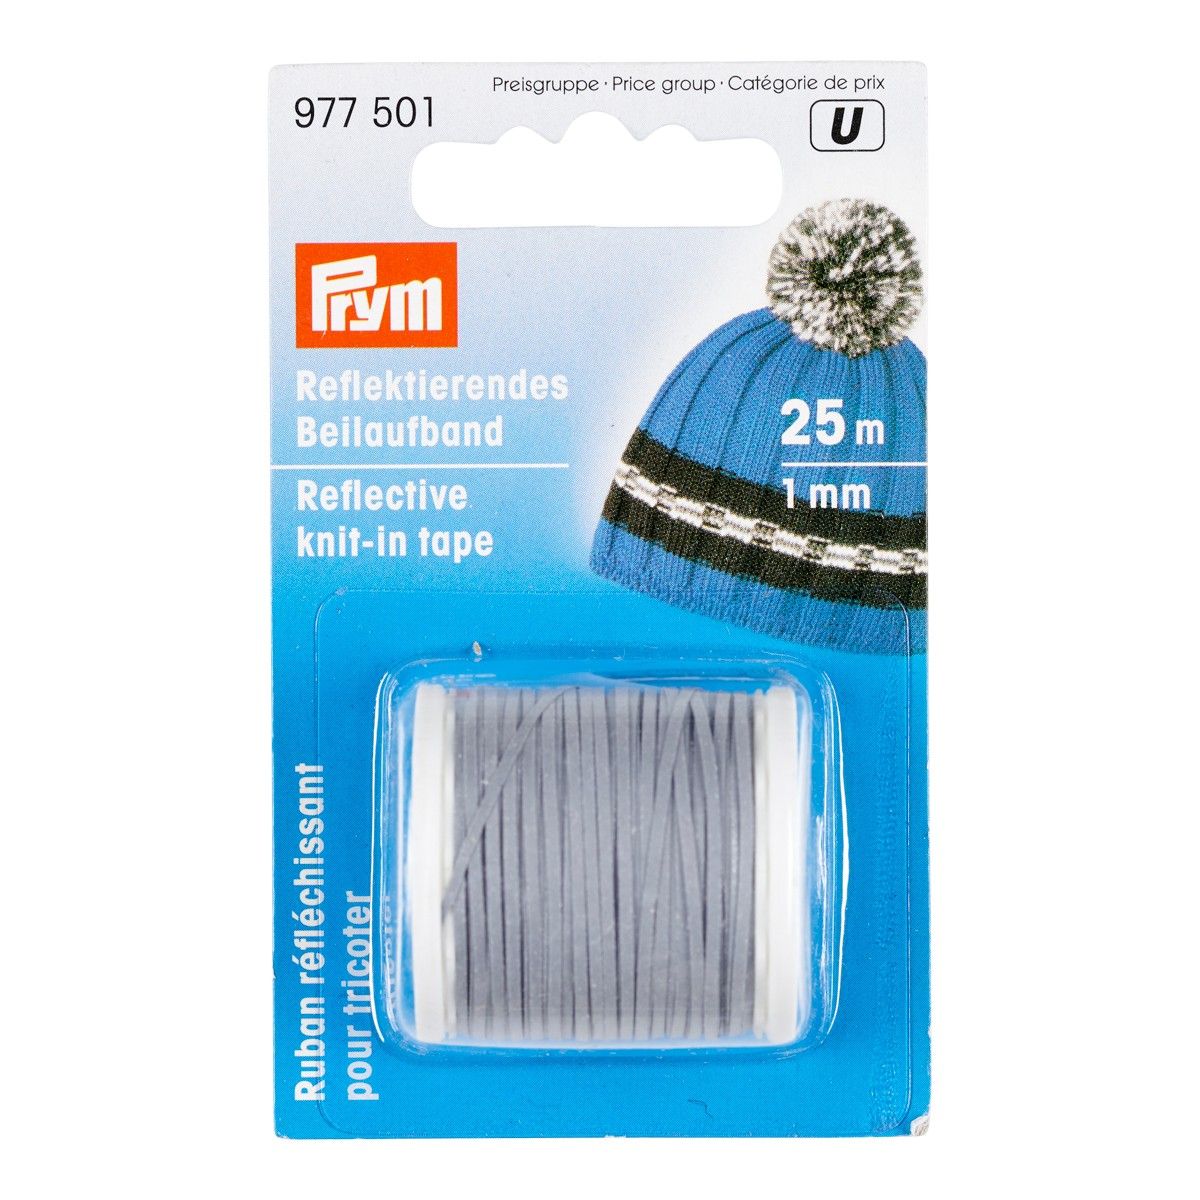 Preisgruppe · Price group · Catégorie de prix
977 501
U
Prym
Reflektierendes
Beilaufband
25 m
Reflective
knit-in tape
1 mm
Ruban réfléchissant
pour tricoter